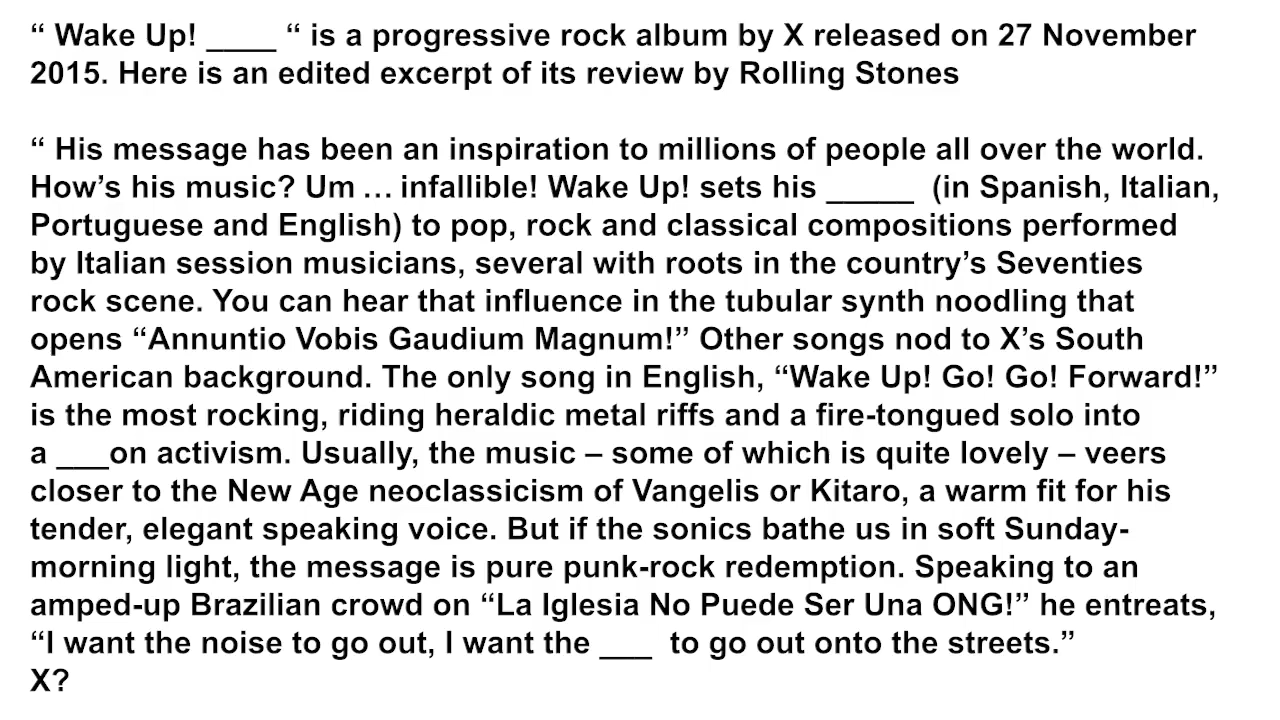 “ Wake Up! ____ “ is a progressive rock album by X released on 27 November
2015. Here is an edited excerpt of its review by Rolling Stones
“ His message has been an inspiration to millions of people all over the world.
How’s his music? Um … infallible! Wake Up! sets his _____ (in Spanish, Italian,
Portuguese and English) to pop, rock and classical compositions performed
by Italian session musicians, several with roots in the country’s Seventies
rock scene. You can hear that influence in the tubular synth noodling that
opens “Annuntio Vobis Gaudium Magnum!” Other songs nod to X’s South
American background. The only song in English, “Wake Up! Go! Go! Forward!”
is the most rocking, riding heraldic metal riffs and a fire-tongued solo into
a ___on activism. Usually, the music – some of which is quite lovely – veers
closer to the New Age neoclassicism of Vangelis or Kitaro, a warm fit for his
tender, elegant speaking voice. But if the sonics bathe us in soft Sunday-
morning light, the message is pure punk-rock redemption. Speaking to an
amped-up Brazilian crowd on “La Iglesia No Puede Ser Una ONG!” he entreats,
“I want the noise to go out, I want the ___ to go out onto the streets.”
X?